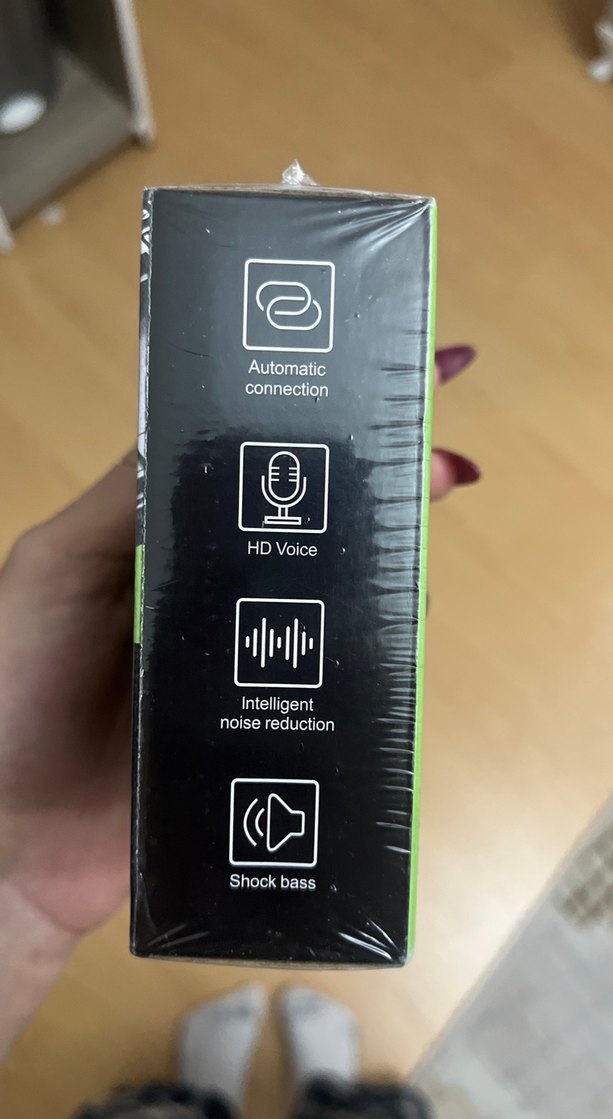 Automatic
connection
HD Voice
Intelligent
noise reduction
Shock bass